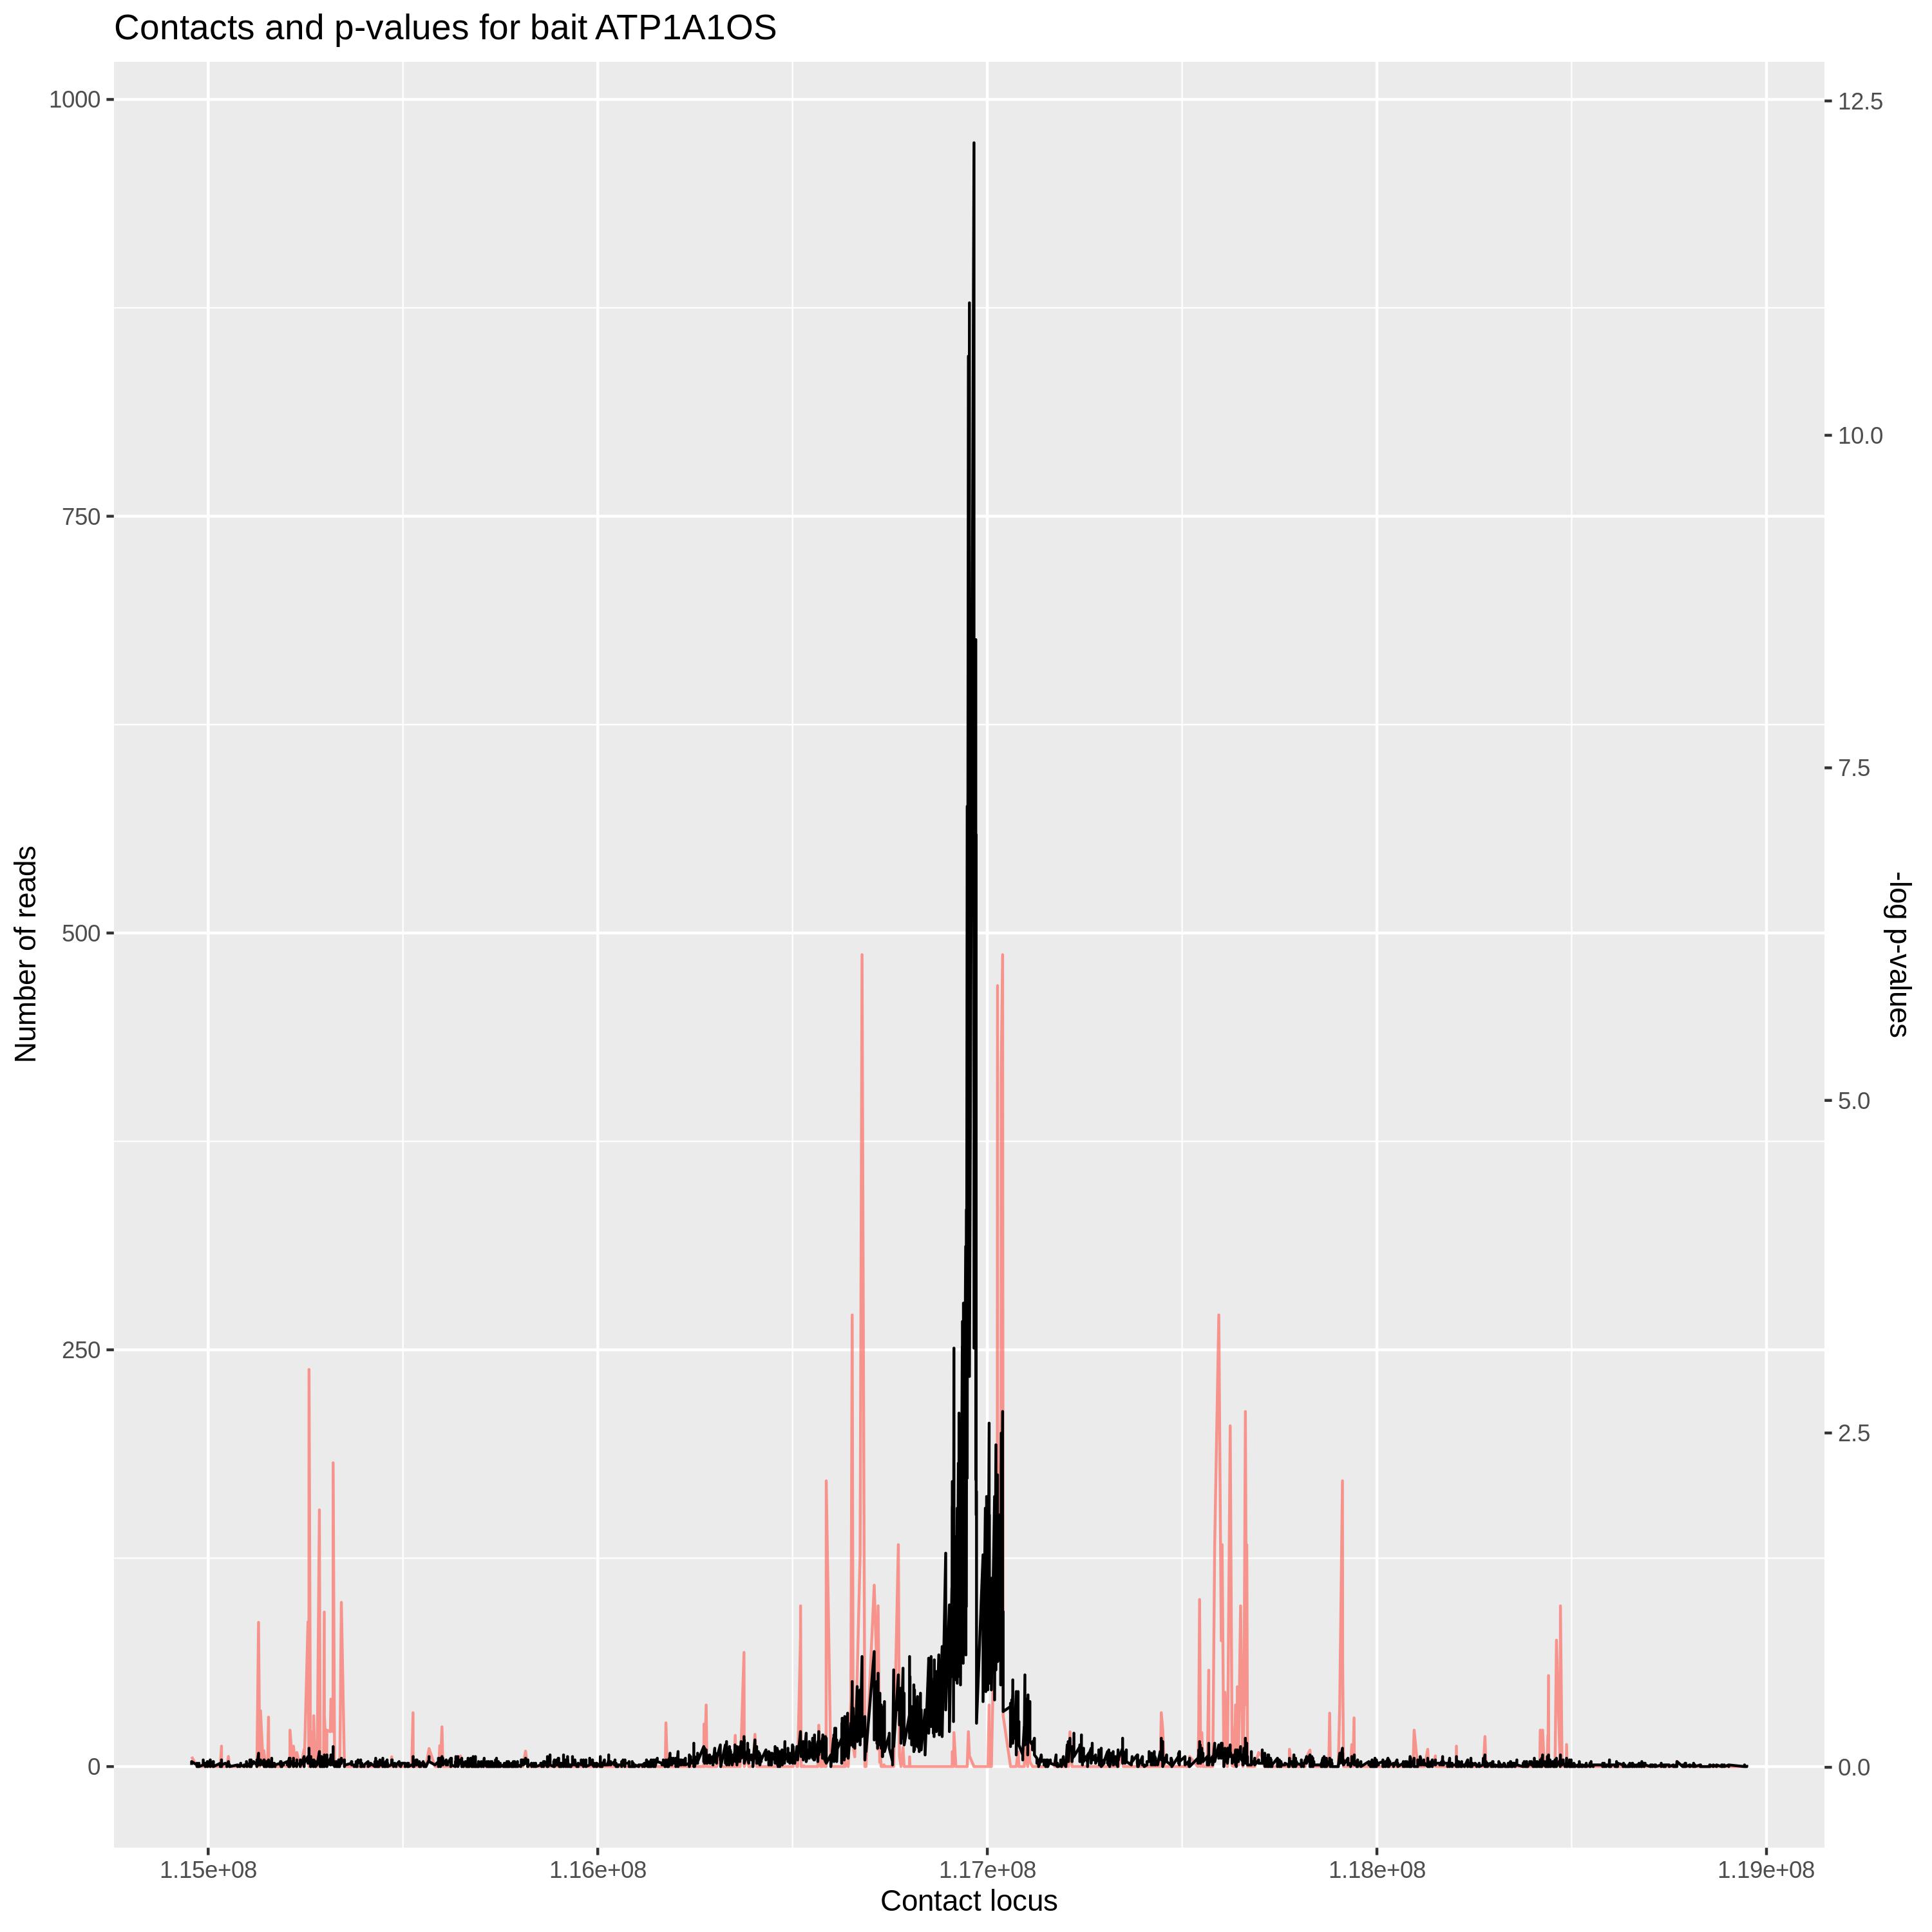 Contacts and p-values for bait ATP1A1OS
1000
750
500
250
0
Number of reads
12.5
10.0
7.5
5.0
2.5
0.0
-log p-values
1.15e+08
1.16e+08
1.17e+08
1.18e+08
1.19e+08
Contact locus